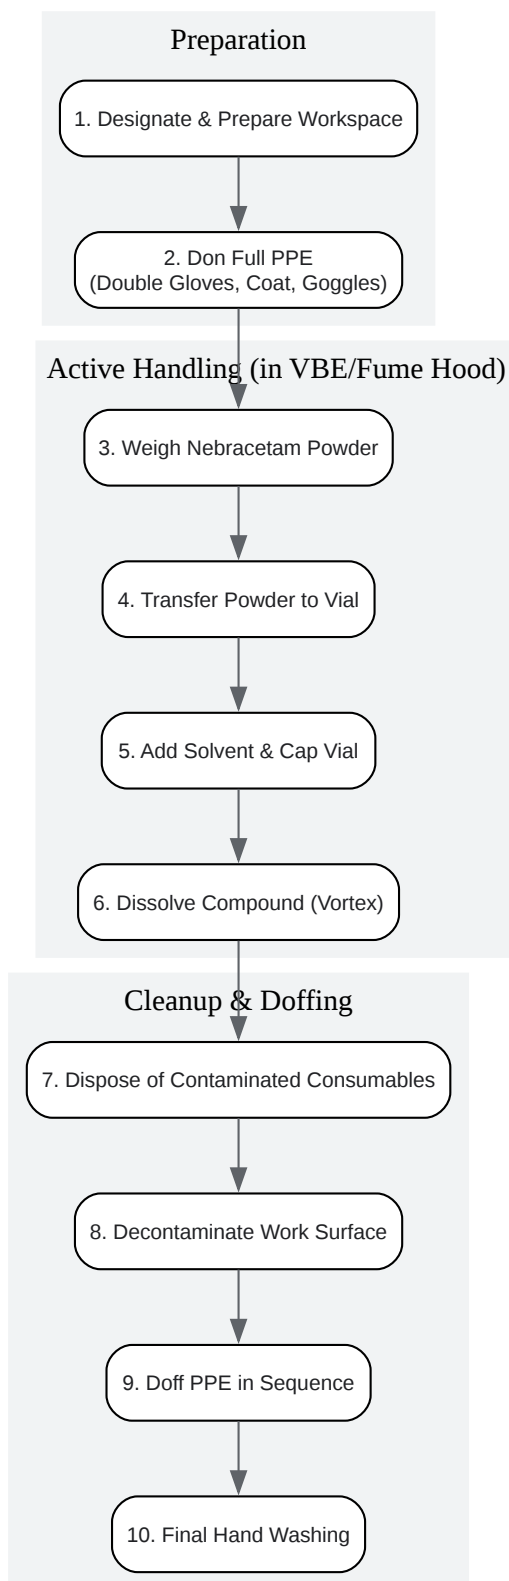 Preparation
1. Designate & Prepare Workspace
2. Don Full PPE
(Double Gloves, Coat, Goggles)
Active Handling (in VBE/Fume Hood)
3. Weigh Nebracetam Powder
4. Transfer Powder to Vial
5. Add Solvent & Cap Vial
6. Dissolve Compound (Vortex)
Cleanup & Doffing
7. Dispose of Contaminated Consumables
8. Decontaminate Work Surface
9. Doff PPE in Sequence
10. Final Hand Washing